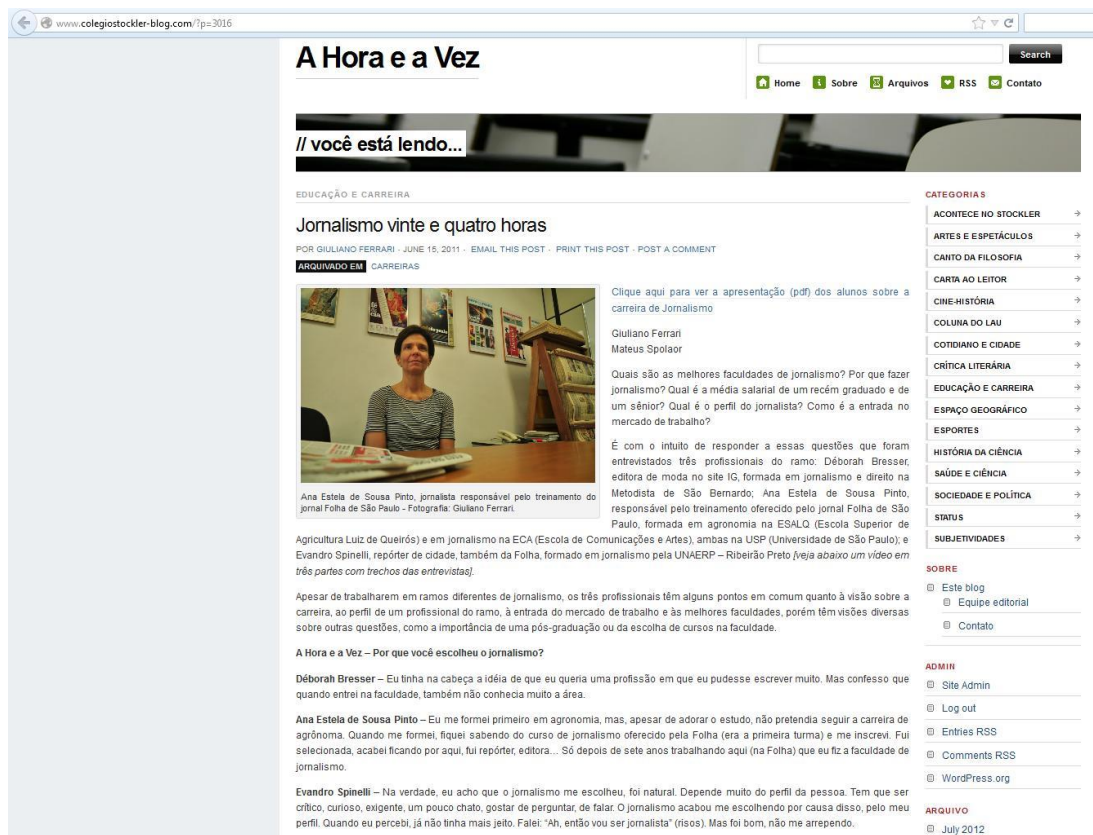 www.colegiostockler-blog.com/?p=3016
A Hora e a Vez
Search
Home
Sobre
Arquivos
RSS
Contato
// você está lendo...
EDUCAÇÃO E CARREIRA
Jornalismo vinte e quatro horas
POR GIULIANO FERRARI - JUNE 15, 2011 - EMAIL THIS POST - PRINT THIS POST - POST A COMMENT
ARQUIVADO EM CARREIRAS
Ana Estela de Sousa Pinto, jornalista responsável pelo treinamento do
jornal Folha de São Paulo - Fotografia: Giuliano Ferrari.
Clique aqui para ver a apresentação (pdf) dos alunos sobre a
carreira de Jornalismo
Giuliano Ferrari
Mateus Spolaor
Quais são as melhores faculdades de jornalismo? Por que fazer
jornalismo? Qual é a média salarial de um recém graduado e de
um sênior? Qual é o perfil do jornalista? Como é a entrada no
mercado de trabalho?
É com o intuito de responder a essas questões que foram
entrevistados três profissionais do ramo: Déborah Bresser,
editora de moda no site IG, formada em jornalismo e direito na
Metodista de São Bernardo; Ana Estela de Sousa Pinto,
responsável pelo treinamento oferecido pelo jornal Folha de São
Paulo, formada em agronomia na ESALQ (Escola Superior de
Agricultura Luiz de Queirós) e em jornalismo na ECA (Escola de Comunicações e Artes), ambas na USP (Universidade de São Paulo); e
Evandro Spinelli, repórter de cidade, também da Folha, formado em jornalismo pela UNAERP – Ribeirão Preto [veja abaixo um vídeo em
três partes com trechos das entrevistas].
Apesar de trabalharem em ramos diferentes de jornalismo, os três profissionais têm alguns pontos em comum quanto à visão sobre a
carreira, ao perfil de um profissional do ramo, à entrada do mercado de trabalho e às melhores faculdades, porém têm visões diversas
sobre outras questões, como a importância de uma pós-graduação ou da escolha de cursos na faculdade.
A Hora e a Vez – Por que você escolheu o jornalismo?
Déborah Bresser – Eu tinha na cabeça a idéia de que eu queria uma profissão em que eu pudesse escrever muito. Mas confesso que
quando entrei na faculdade, também não conhecia muito a área.
Ana Estela de Sousa Pinto – Eu me formei primeiro em agronomia, mas, apesar de adorar o estudo, não pretendia seguir a carreira de
agrônoma. Quando me formei, fiquei sabendo do curso de jornalismo oferecido pela Folha (era a primeira turma) e me inscrevi. Fui
selecionada, acabei ficando por aqui, fui repórter, editora... Só depois de sete anos trabalhando aqui (na Folha) que eu fiz a faculdade de
jornalismo.
Evandro Spinelli – Na verdade, eu acho que o jornalismo me escolheu, foi natural. Depende muito do perfil da pessoa. Tem que ser
crítico, curioso, exigente, um pouco chato, gostar de perguntar, de falar. O jornalismo acabou me escolhendo por causa disso, pelo meu
perfil. Quando eu percebi, já não tinha mais jeito. Falei: "Ah, então vou ser jornalista" (risos). Mas foi bom, não me arrependo.
CATEGORIAS
ACONTECE NO STOCKLER
ARTES E ESPETÁCULOS
CANTO DA FILOSOFIA
CARTA AO LEITOR
CINE-HISTÓRIA
COLUNA DO LAU
COTIDIANO E CIDADE
CRÍTICA LITERÁRIA
EDUCAÇÃO E CARREIRA
ESPAÇO GEOGRÁFICO
ESPORTES
HISTÓRIA DA CIÊNCIA
SAÚDE E CIÊNCIA
SOCIEDADE E POLÍTICA
STATUS
SUBJETIVIDADES
SOBRE
Este blog
Equipe editorial
Contato
ADMIN
Site Admin
Log out
Entries RSS
Comments RSS
WordPress.org
ARQUIVO
July 2012